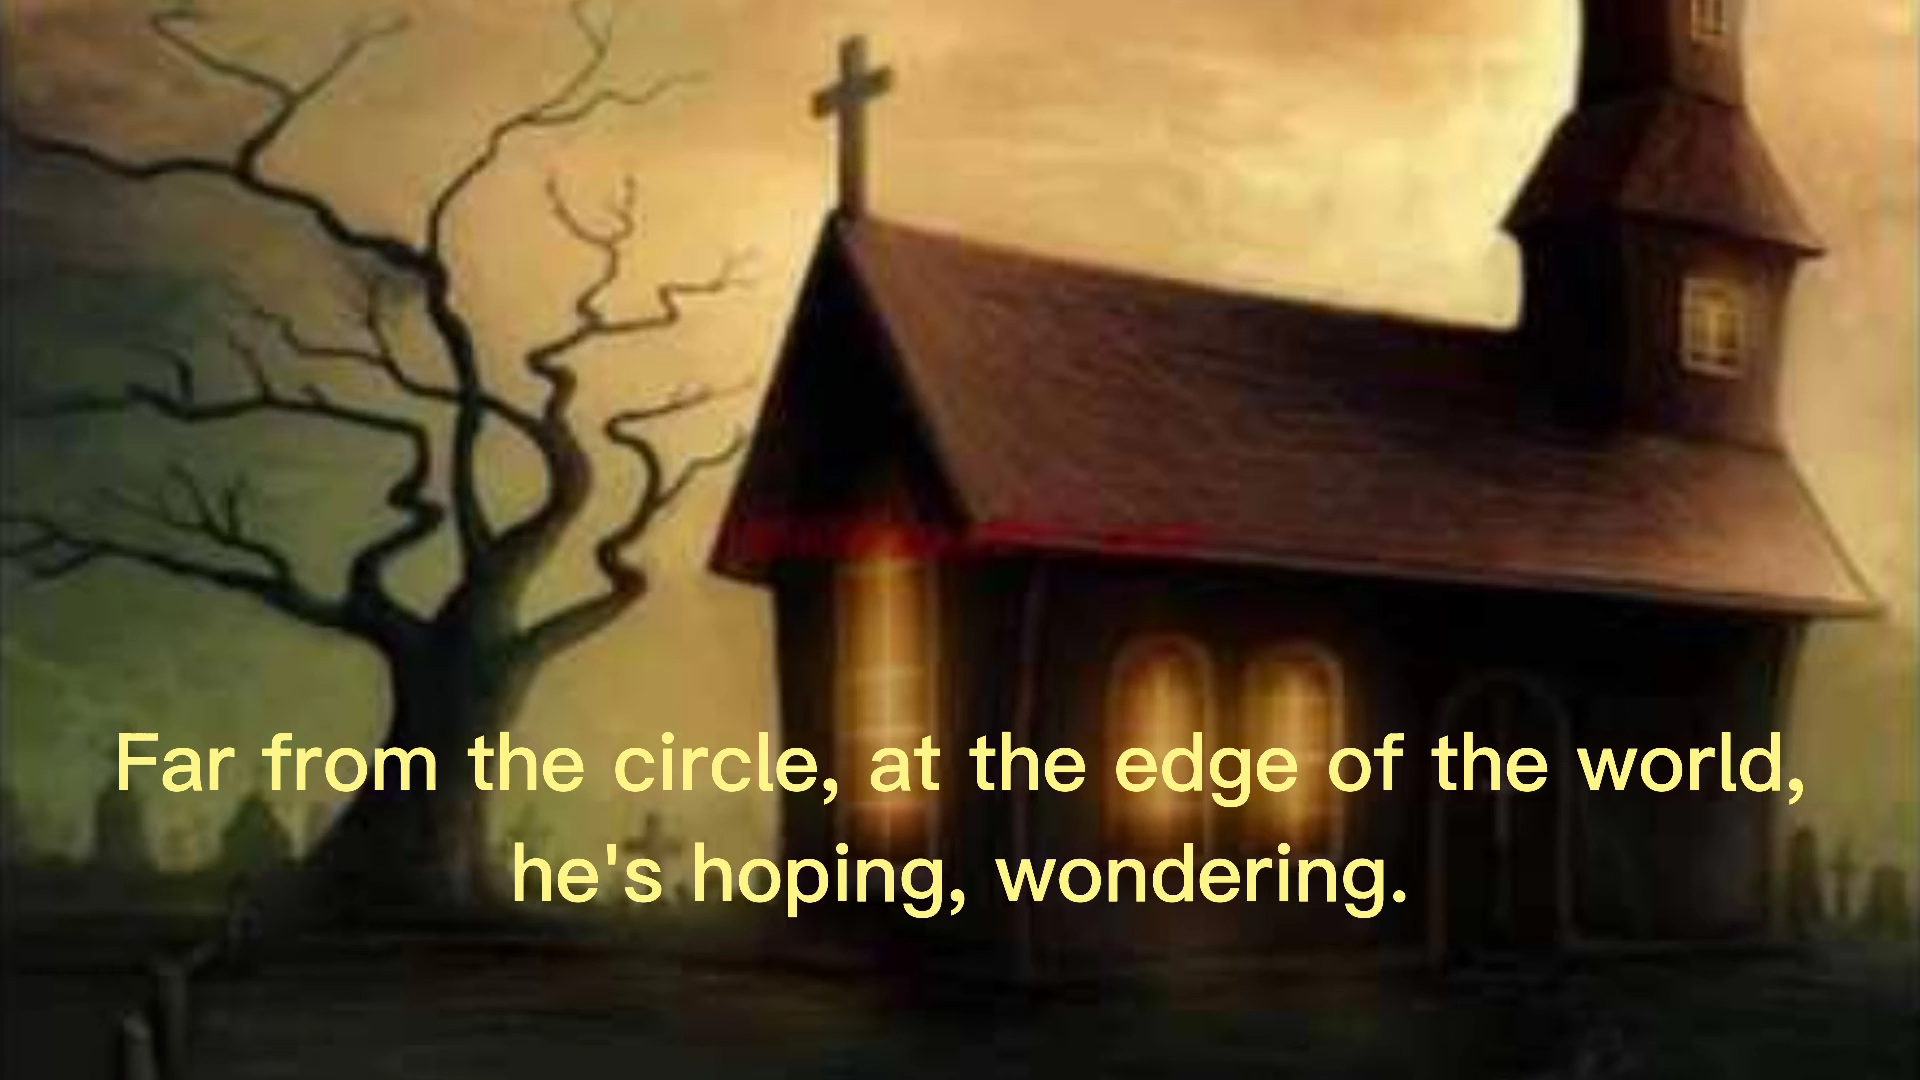 Far from the circle, at the edge of the world,
he's hoping, wondering.